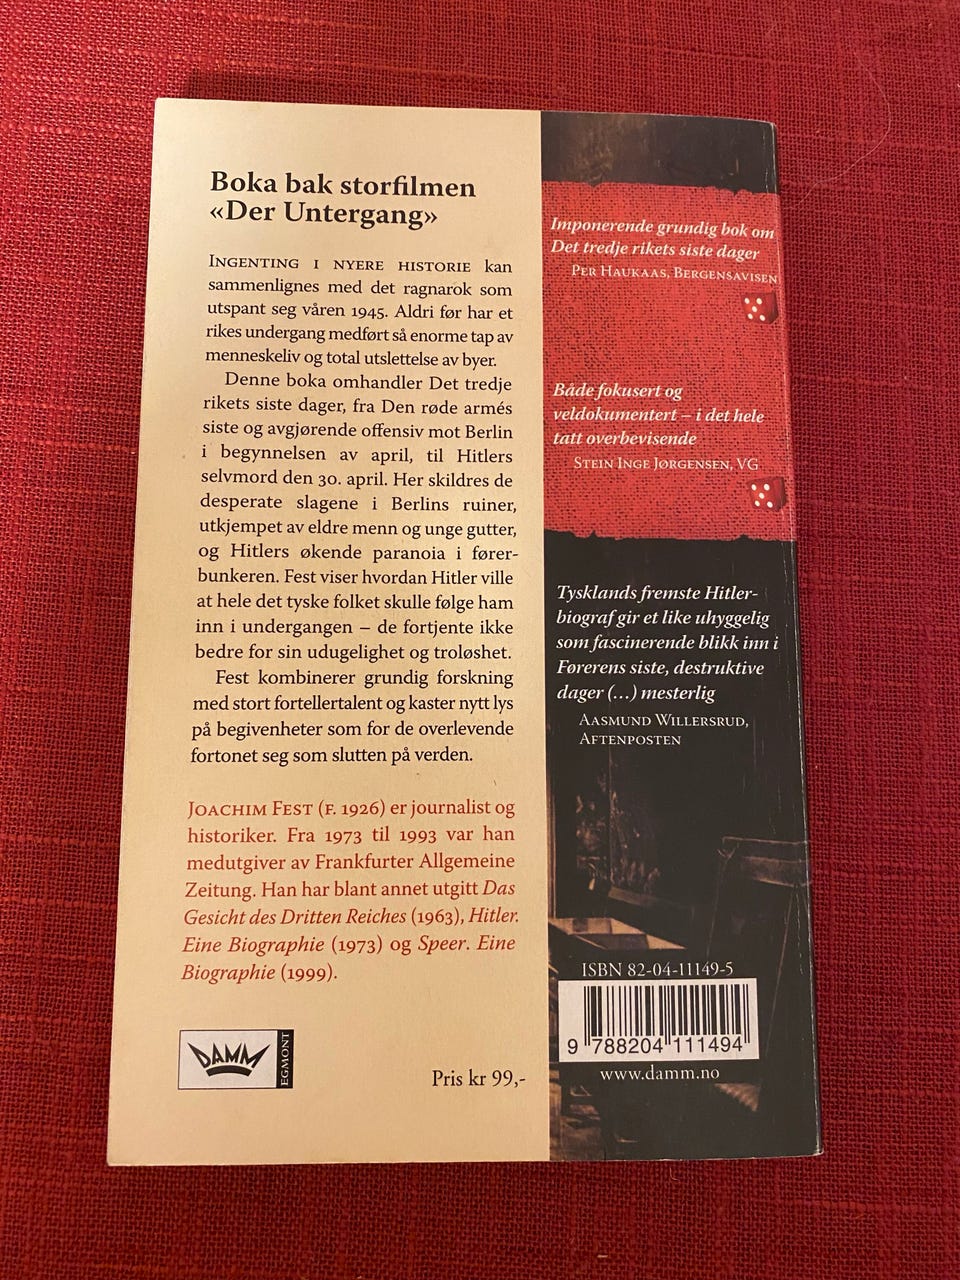 Boka bak storfilmen
«Der Untergang»
INGENTING I NYERE HISTORIE kan
sammenlignes med det ragnarok som
utspant seg våren 1945. Aldri før har et
rikes undergang medført så enorme tap av
menneskeliv og total utslettelse av byer.
Denne boka omhandler Det tredje
rikets siste dager, fra Den røde armés
siste og avgjørende offensiv mot Berlin
i begynnelsen av april, til Hitlers
selvmord den 30. april. Her skildres de
desperate slagene i Berlins ruiner,
utkjempet av eldre menn og unge gutter,
og Hitlers økende paranoia i fører-
bunkeren. Fest viser hvordan Hitler ville
at hele det tyske folket skulle følge ham
inn i undergangen – de fortjente ikke
bedre for sin udugelighet og troløshet.
Fest kombinerer grundig forskning
med stort fortellertalent og kaster nytt lys
på begivenheter som for de overlevende
fortonet seg som slutten på verden.
JOACHIM FEST (F. 1926) er journalist og
historiker. Fra 1973 til 1993 var han
medutgiver av Frankfurter Allgemeine
Zeitung. Han har blant annet utgitt Das
Gesicht des Dritten Reiches (1963), Hitler.
Eine Biographie (1973) og Speer. Eine
Biographie (1999).
DAMM
EGMONT
Pris kr 99,-
Imponerende grundig bok om
Det tredje rikets siste dager
PER HAUKAAS, BERGENSAVISEN
Både fokusert og
veldokumentert – i det hele
tatt overbevisende
STEIN INGE JØRGENSEN, VG
Tysklands fremste Hitler-
biograf gir et like uhyggelig
som fascinerende blikk inn i
Førerens siste, destruktive
dager (...) mesterlig
AASMUND WILLERSRUD,
AFTENPOSTEN
ISBN 82-04-11149-5
9 788204 111494
www.damm.no